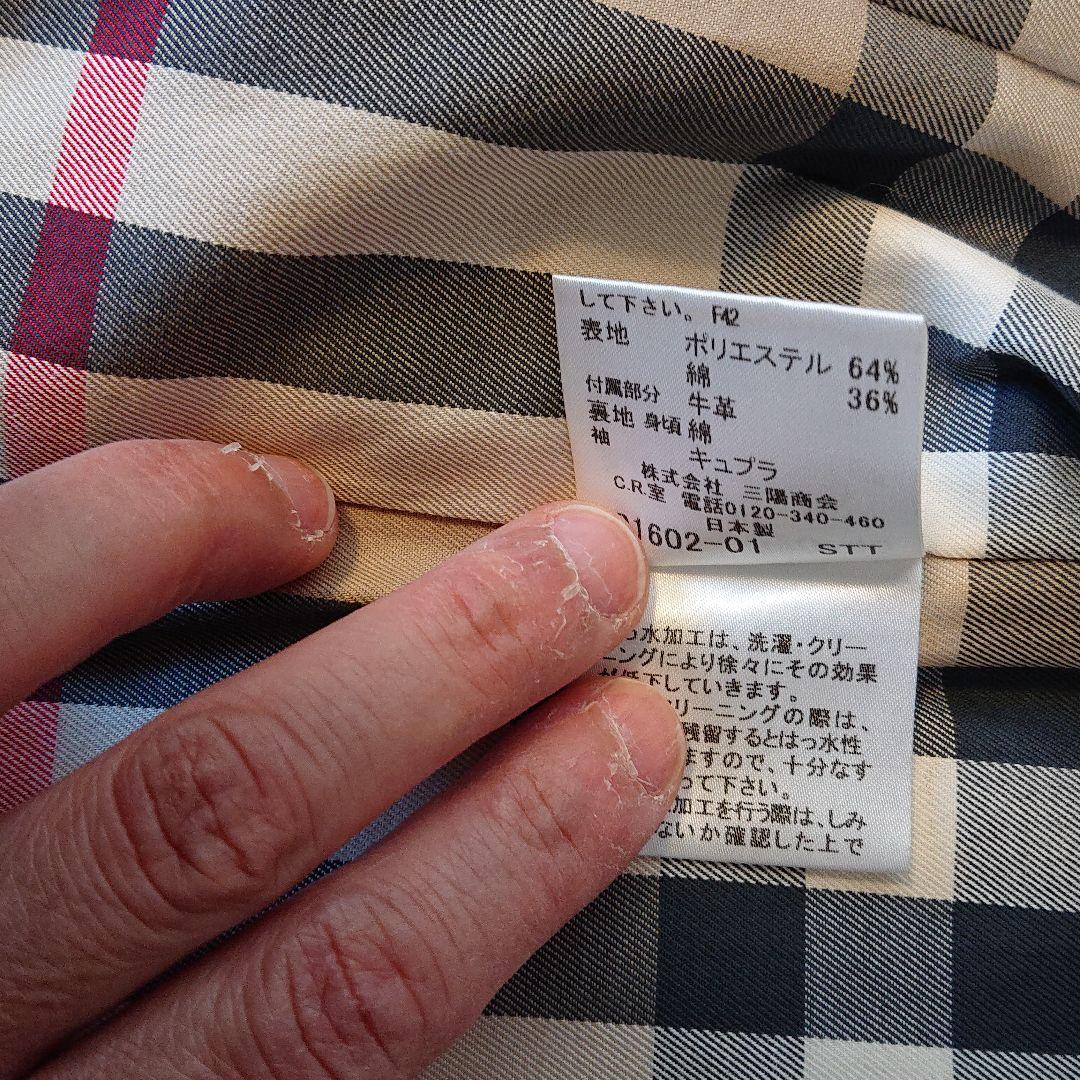 して下さい。 F42
表地 ポリエステル 64%
綿 36%
付属部分 牛革
裏地 身頃 綿
袖 キュプラ
株式会社 三陽商会
C.R.室 電話0120-340-460
日本製
1602-01 STT
水加工は、洗濯・クリー
ニングにより徐々にその効果
が低下していきます。
リーニングの際は、
残留するとはっ水性
ますので、十分なす
って下さい。
加工を行う際は、しみ
ないか確認した上で